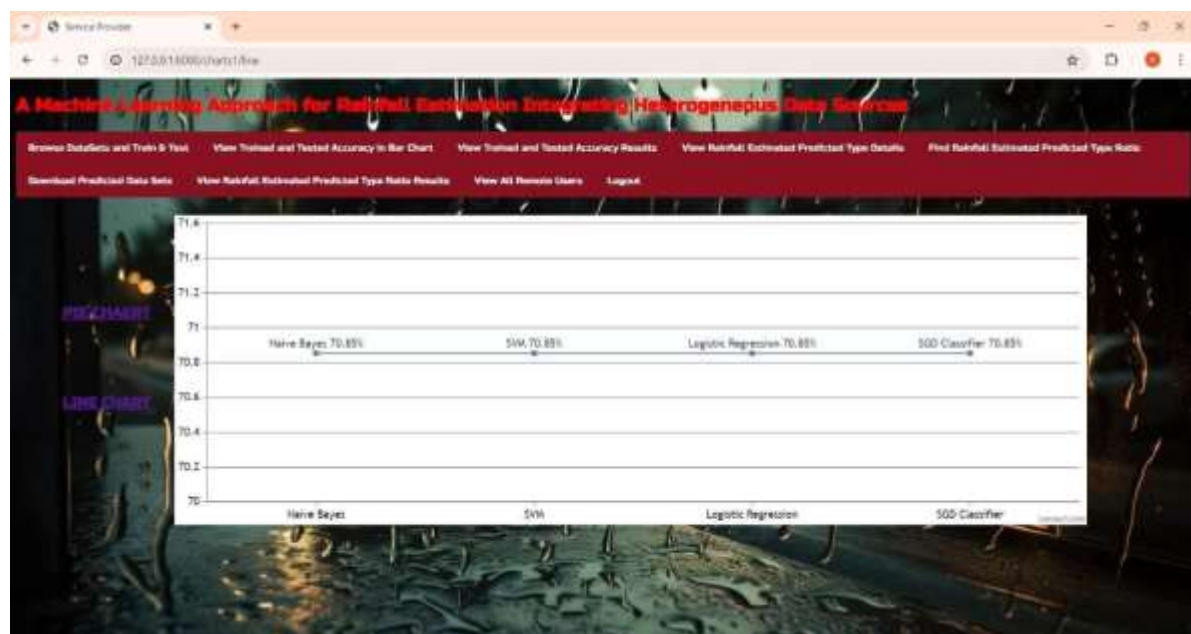 Service Provider
127.0.0.1:8000/charts1/line
A Machine Learning Approach for Rainfall Estimation Integrating Heterogenepus Data Sources
Browse DataSets and Train & Test View Trained and Tested Accuracy in Bar Chart View Trained and Tested Accuracy Results View Rainfall Estimated Predicted Type Details Find Rainfall Estimated Predicted Type Ratio
Download Predicted Data Sets View Rainfall Estimated Predicted Type Ratio Results View All Remote Users Logout
71.6
71.4
71.2
PIE CHAERT
71
Naive Bayes 70.85% SVM 70.85% Logistic Regression 70.85% SGD Classifier 70.85%
70.8
LINE CHART
70.6
70.4
70.2
70
Naive Bayes SVM Logistic Regression SGD Classifier